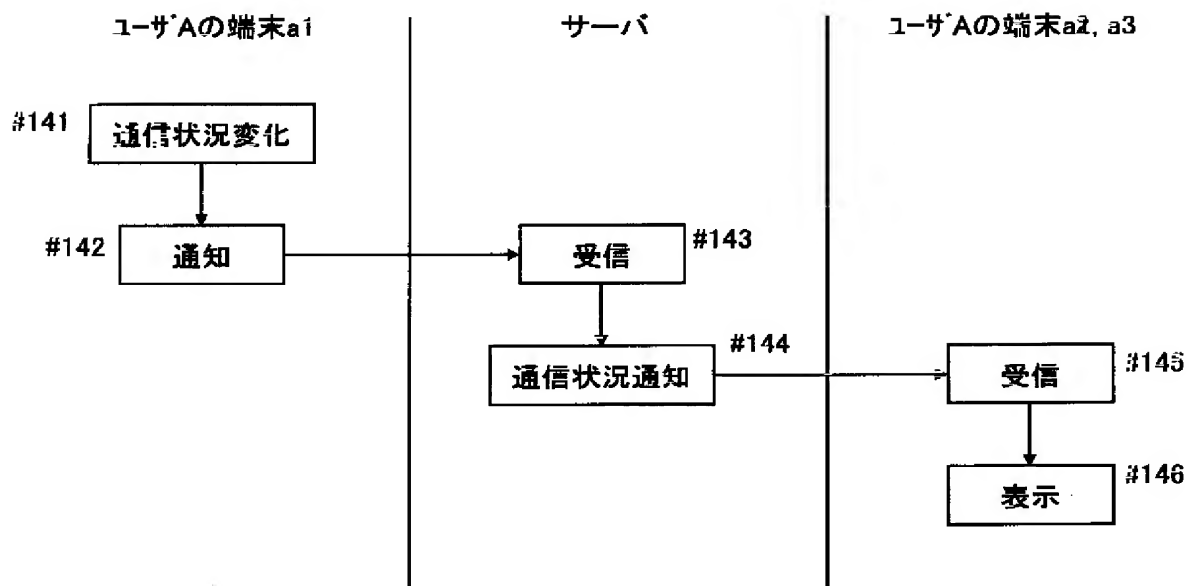 ユーザAの端末a1
サーバ
ユーザAの端末a2, a3
#141
通信状況変化
#142
通知
受信
#143
通信状況通知
#144
受信
#145
表示
#146